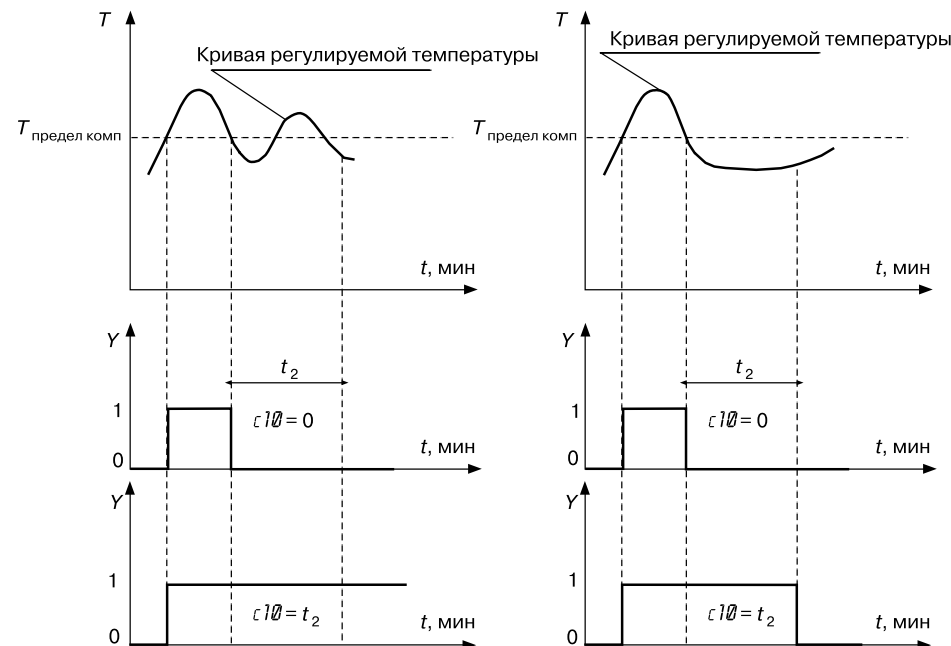 T
Кривая регулируемой температуры
T предел комп
t, мин
Y
t2
1
c10 = 0
0
t, мин
Y
1
c10 = t2
0
t, мин
T
Кривая регулируемой температуры
T предел комп
t, мин
Y
t2
1
c10 = 0
0
t, мин
Y
1
c10 = t2
0
t, мин